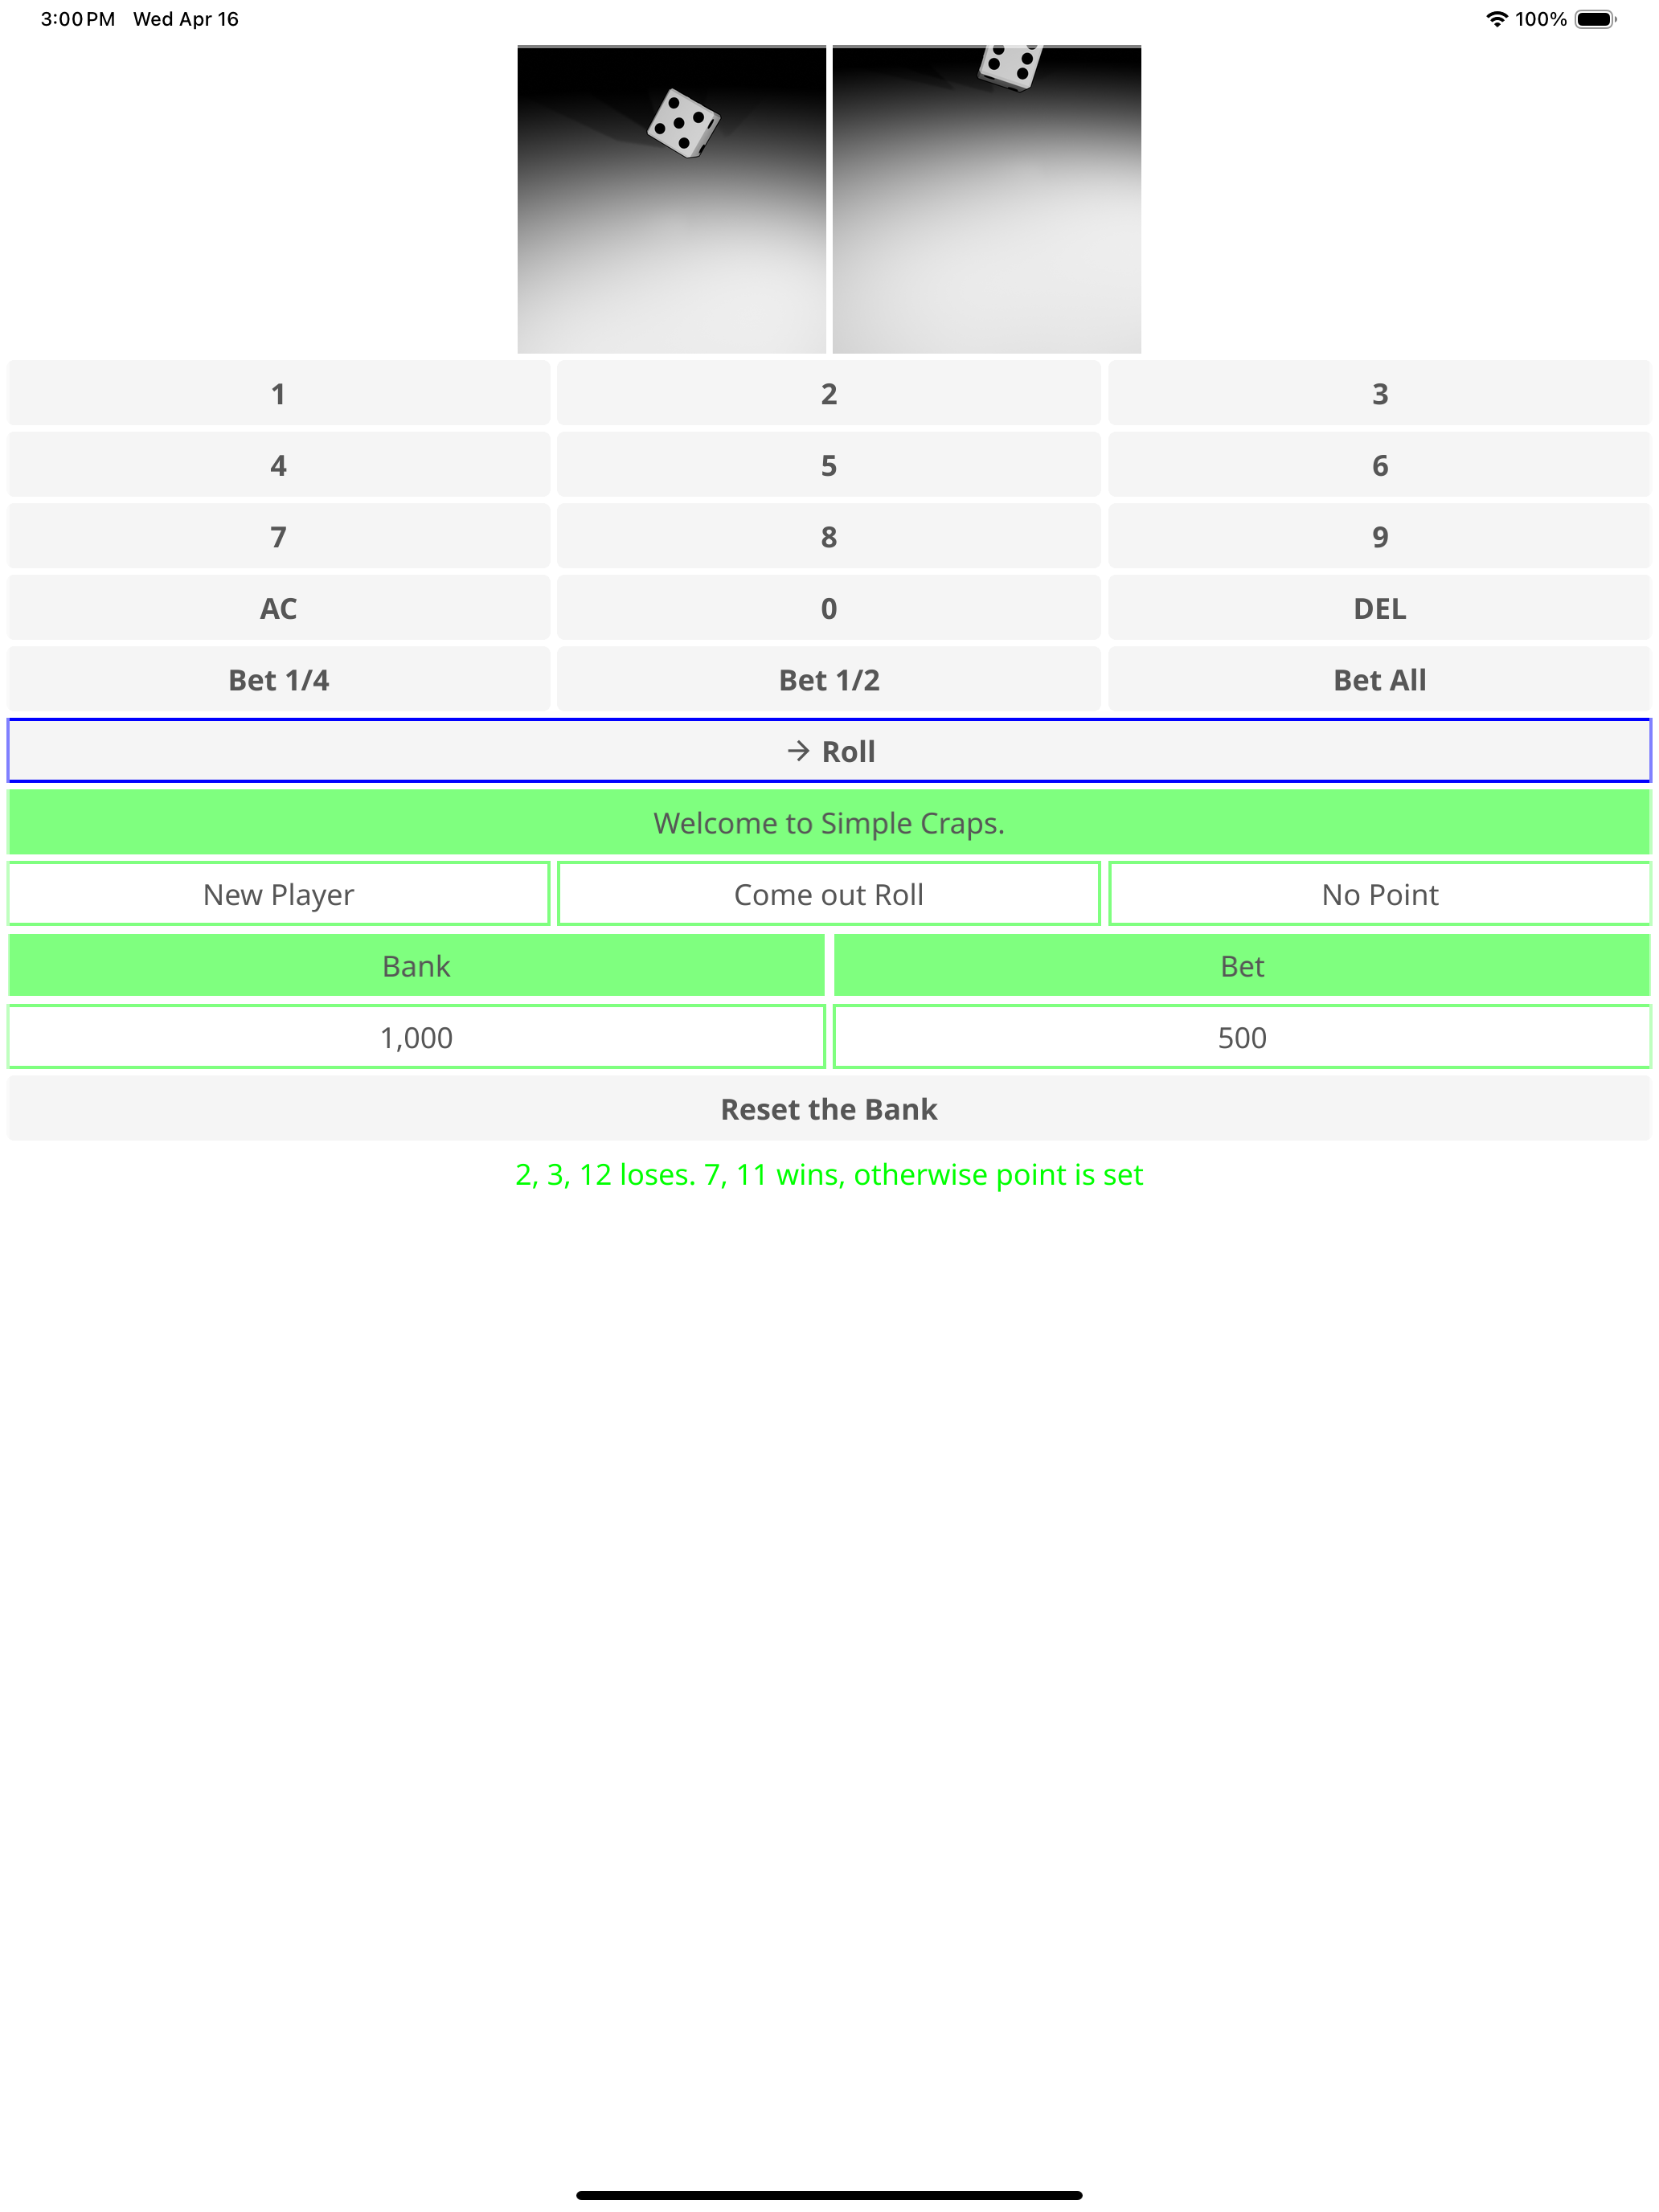 3:00 PM Wed Apr 16 100%
1 2 3
4 5 6
7 8 9
AC 0 DEL
Bet 1/4 Bet 1/2 Bet All
→ Roll
Welcome to Simple Craps.
New Player Come out Roll No Point
Bank Bet
1,000 500
Reset the Bank
2, 3, 12 loses. 7, 11 wins, otherwise point is set